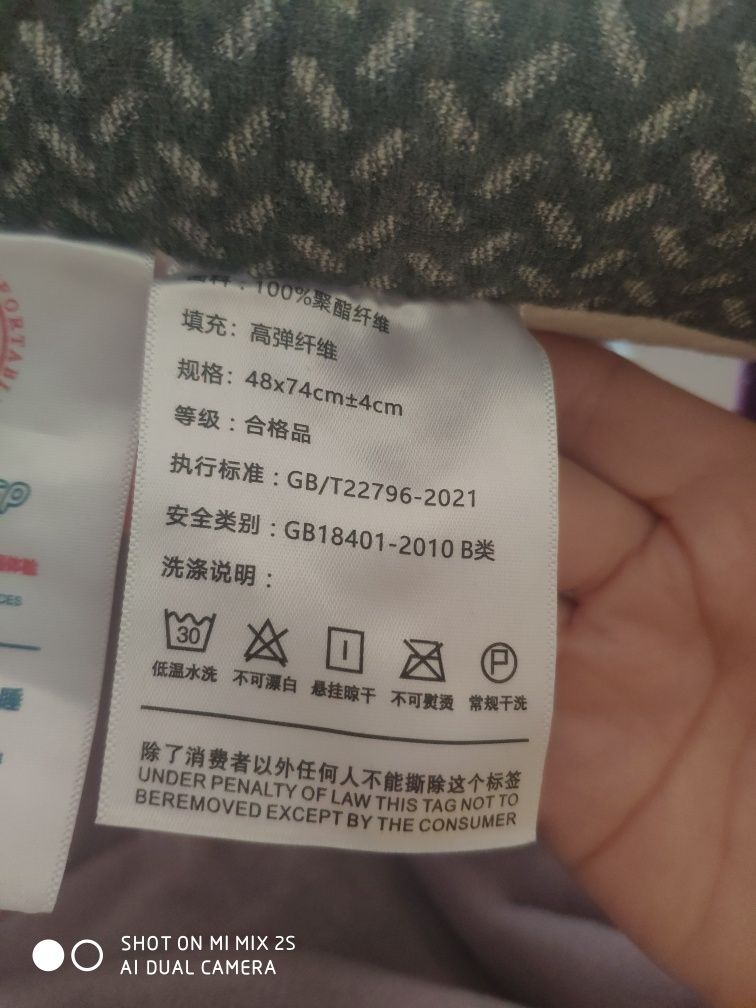 100%聚酯纤维
填充：高弹纤维
规格：48x74cm±4cm
等级：合格品
执行标准：GB/T22796-2021
安全类别：GB18401-2010 B类
洗涤说明：
30
低温水洗 不可漂白 悬挂晾干 不可熨烫 常规干洗
P
除了消费者以外任何人不能撕除这个标签
UNDER PENALTY OF LAW THIS TAG NOT TO
BEREMOVED EXCEPT BY THE CONSUMER
SHOT ON MI MIX 2S
AI DUAL CAMERA